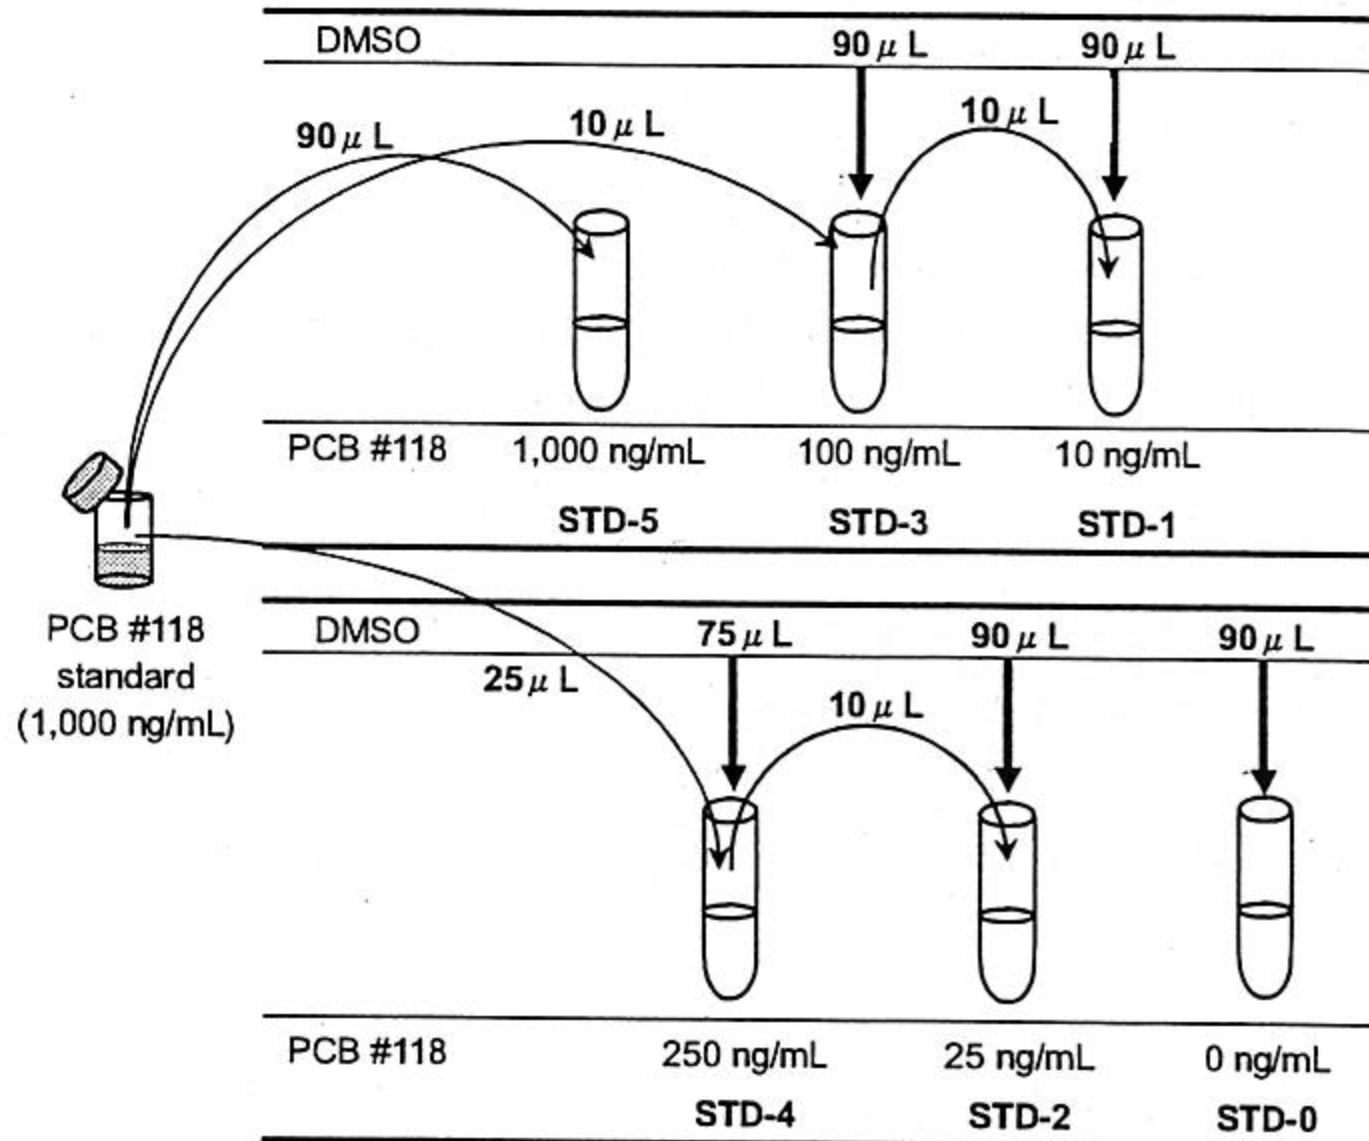 DMSO 90 μ L 90 μ L
90 μ L 10 μ L 10 μ L
PCB #118 1,000 ng/mL 100 ng/mL 10 ng/mL
STD-5 STD-3 STD-1
PCB #118
standard
(1,000 ng/mL)
DMSO 75 μ L 90 μ L 90 μ L
25 μ L 10 μ L
PCB #118 250 ng/mL 25 ng/mL 0 ng/mL
STD-4 STD-2 STD-0